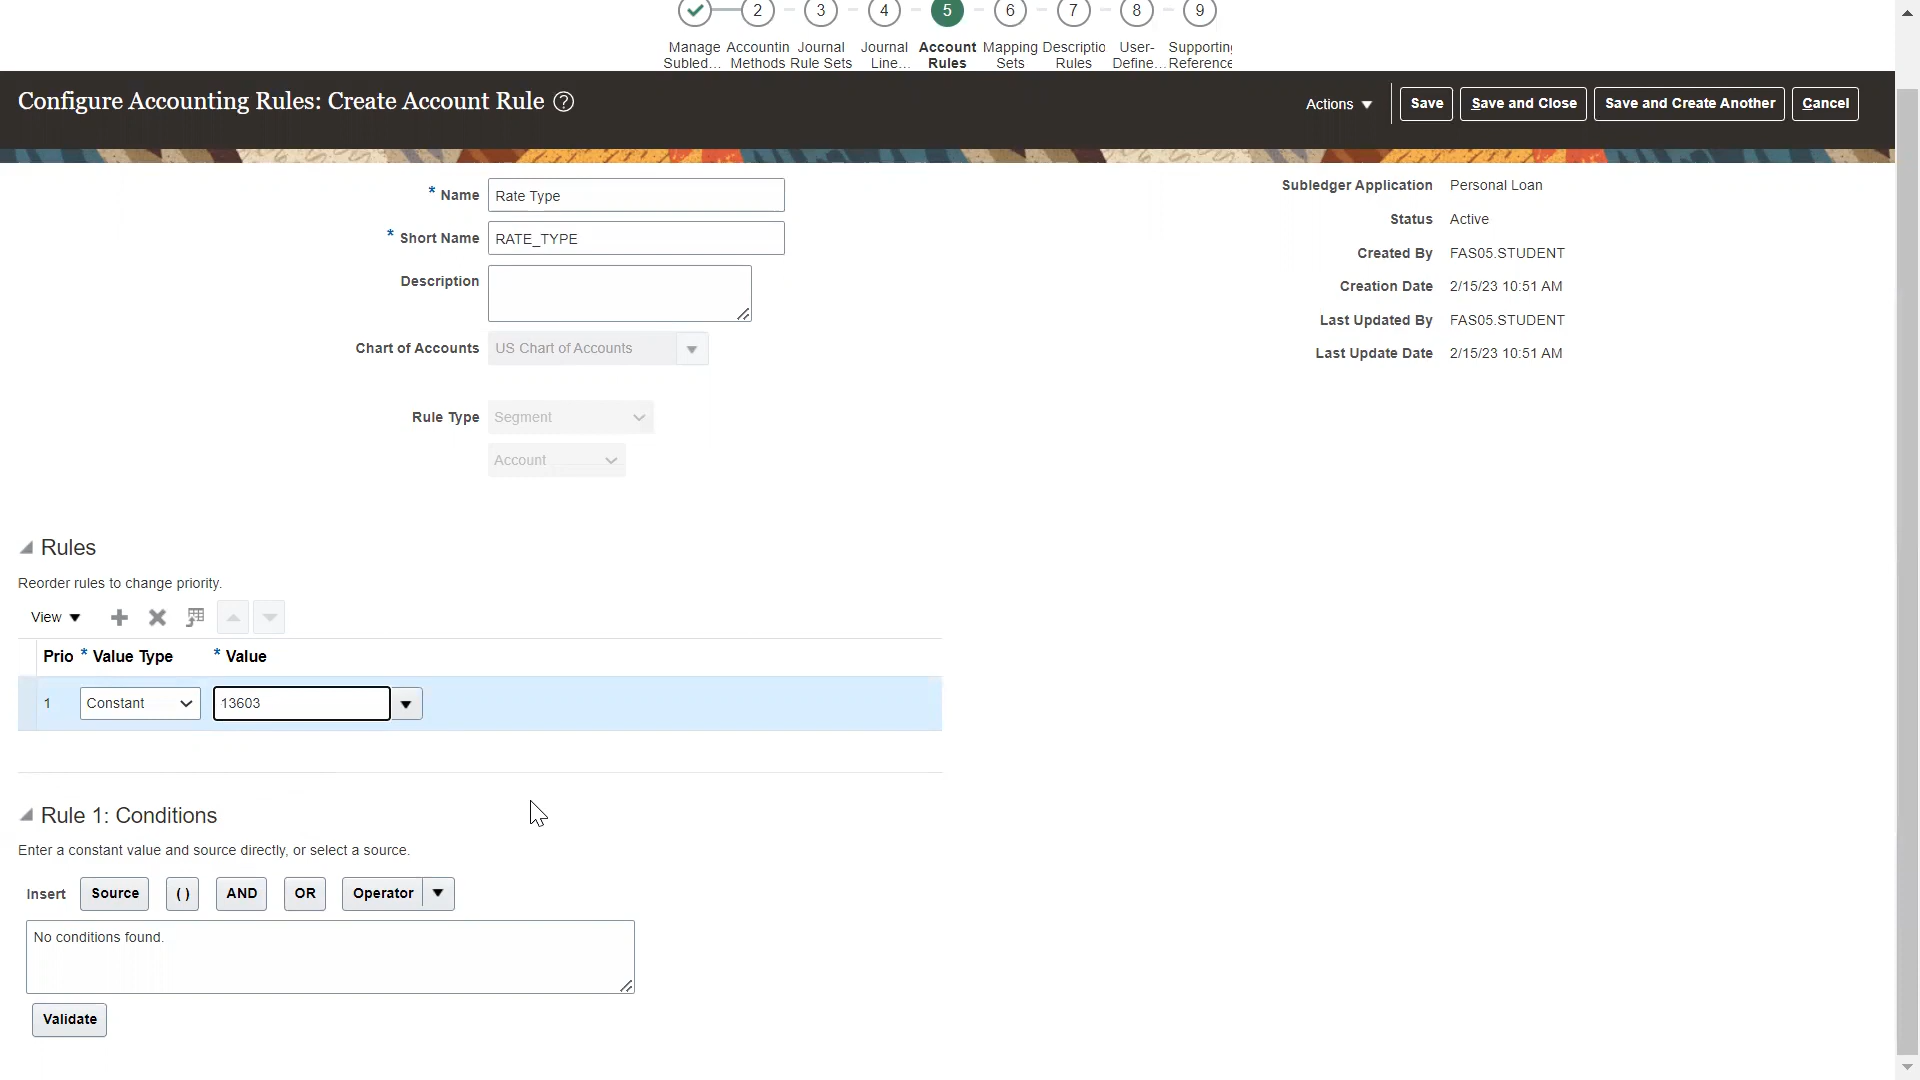 2 3 4 5 6 7 8 9
Manage Accountin Journal Journal Account Mapping Descriptio User- Supporting
Subled... Methods Rule Sets Line... Rules Sets Rules Define... Reference
Configure Accounting Rules: Create Account Rule ?
Actions Save Save and Close Save and Create Another Cancel
* Name Rate Type
* Short Name RATE_TYPE
Description
Chart of Accounts US Chart of Accounts
Rule Type Segment
Account
Subledger Application Personal Loan
Status Active
Created By FAS05.STUDENT
Creation Date 2/15/23 10:51 AM
Last Updated By FAS05.STUDENT
Last Update Date 2/15/23 10:51 AM
Rules
Reorder rules to change priority.
View
Prio * Value Type * Value
1 Constant 13603
Rule 1: Conditions
Enter a constant value and source directly, or select a source.
Insert Source ( ) AND OR Operator
No conditions found.
Validate